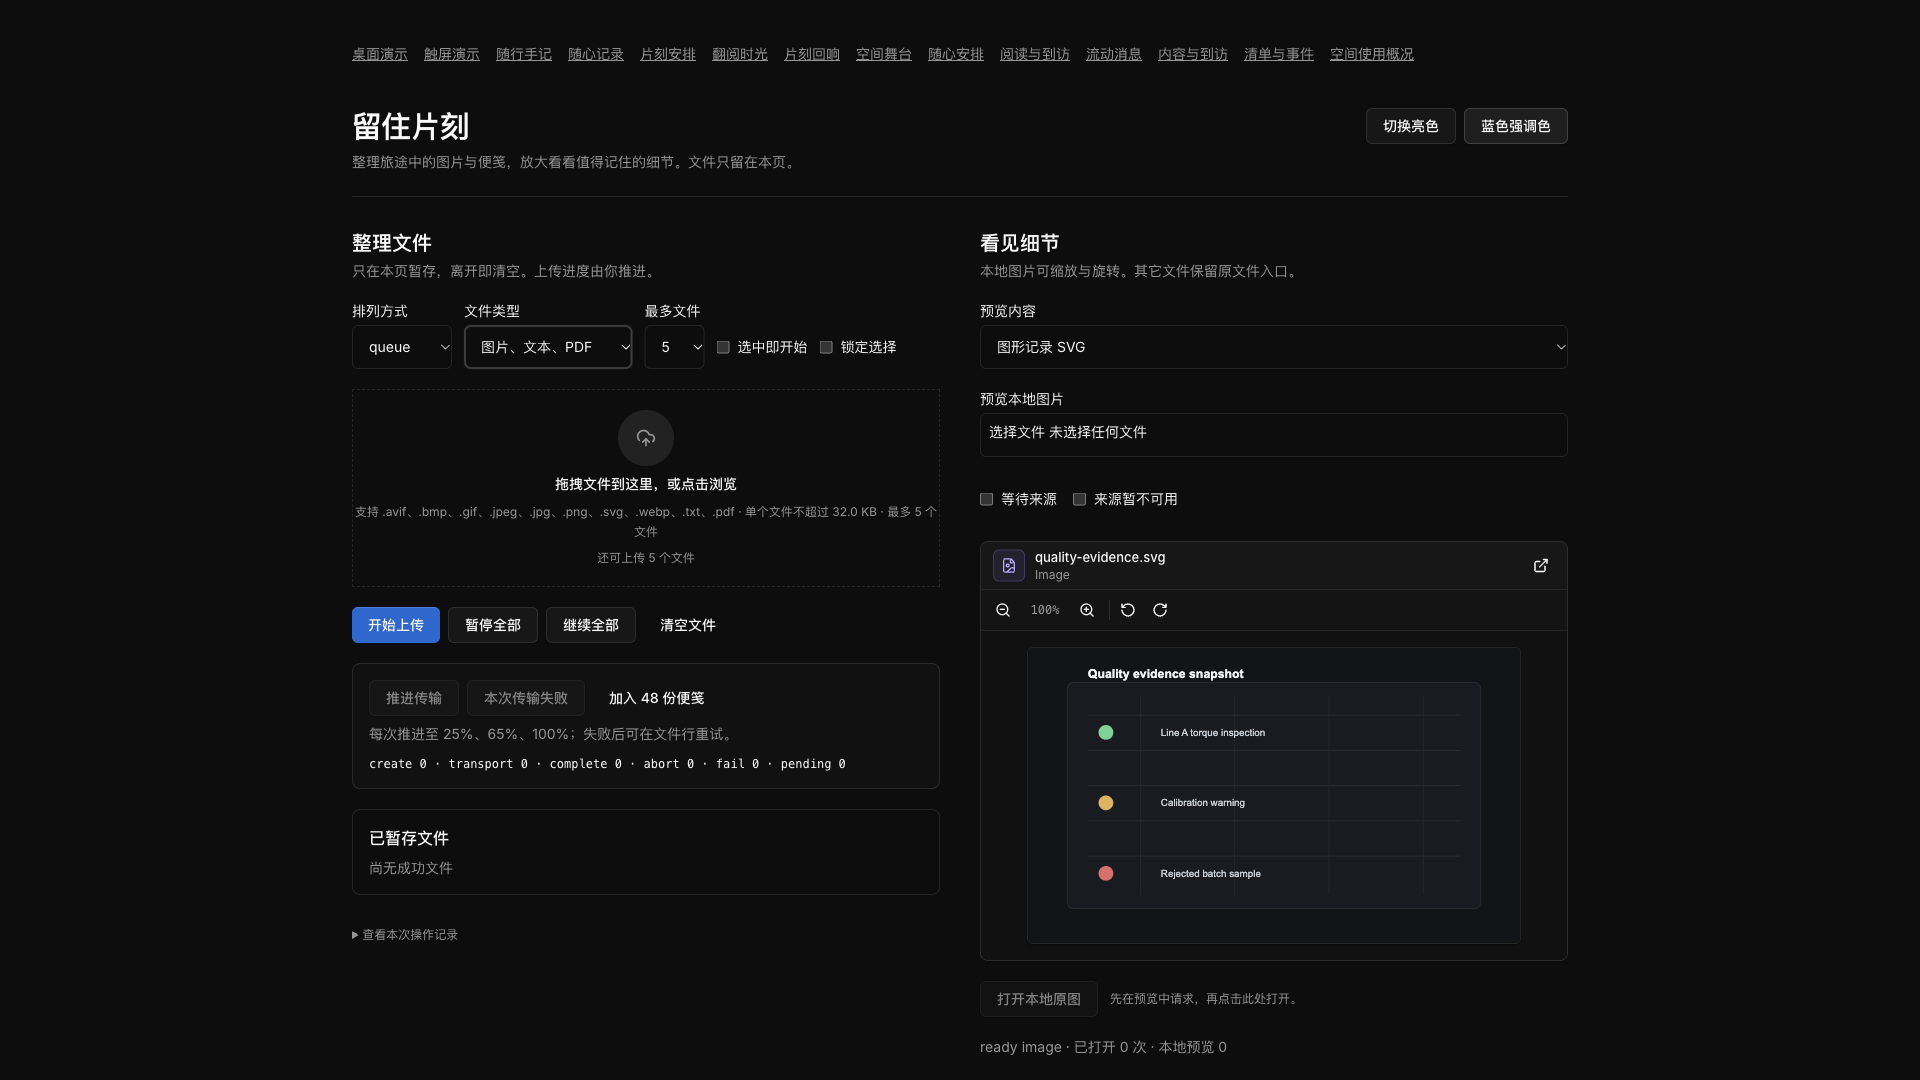 桌面演示 触屏演示 随行手记 随心记录 片刻安排 翻阅时光 片刻回响 空间舞台 随心安排 阅读与到访 流动消息 内容与到访 清单与事件 空间使用概况
留住片刻
整理旅途中的图片与便笺，放大看看值得记住的细节。文件只留在本页。
切换亮色 蓝色强调色
整理文件
只在本页暂存，离开即清空。上传进度由你推进。
排列方式 文件类型 最多文件
queue 图片、文本、PDF 5 选中即开始 锁定选择
拖拽文件到这里，或点击浏览
支持 .avif、.bmp、.gif、.jpeg、.jpg、.png、.svg、.webp、.txt、.pdf · 单个文件不超过 32.0 KB · 最多 5 个
文件
还可上传 5 个文件
开始上传 暂停全部 继续全部 清空文件
推进传输 本次传输失败 加入 48 份便笺
每次推进至 25%、65%、100%；失败后可在文件行重试。
create 0 · transport 0 · complete 0 · abort 0 · fail 0 · pending 0
已暂存文件
尚无成功文件
查看本次操作记录
看见细节
本地图片可缩放与旋转。其它文件保留原文件入口。
预览内容
图形记录 SVG
预览本地图片
选择文件 未选择任何文件
等待来源 来源暂不可用
quality-evidence.svg
Image
100%
Quality evidence snapshot
Line A torque inspection
Calibration warning
Rejected batch sample
打开本地原图 先在预览中请求，再点击此处打开。
ready image · 已打开 0 次 · 本地预览 0